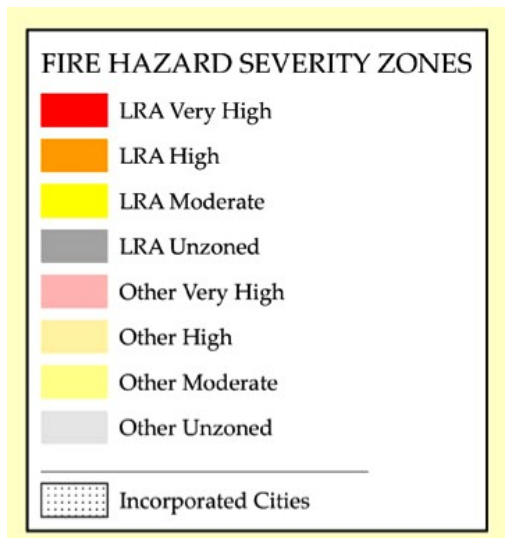 FIRE HAZARD SEVERITY ZONES
LRA Very High
LRA High
LRA Moderate
LRA Unzoned
Other Very High
Other High
Other Moderate
Other Unzoned
Incorporated Cities